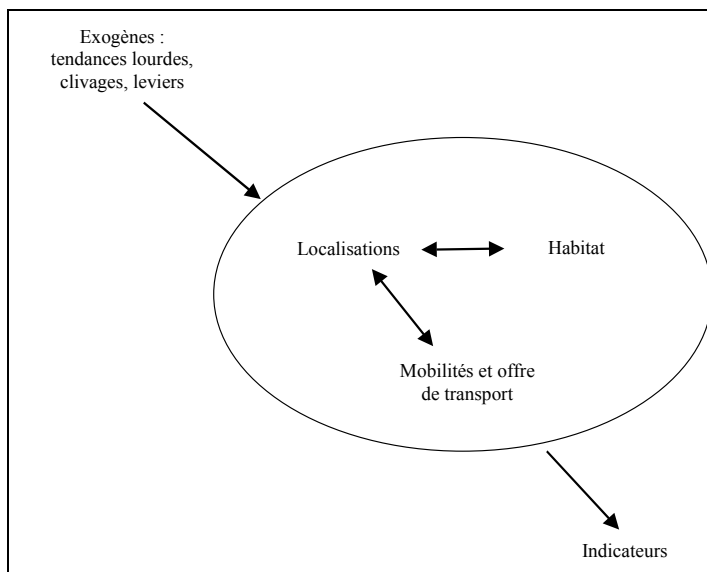 Exogènes :
tendances lourdes,
clivages, leviers
Localisations
Habitat
Mobilités et offre
de transport
Indicateurs